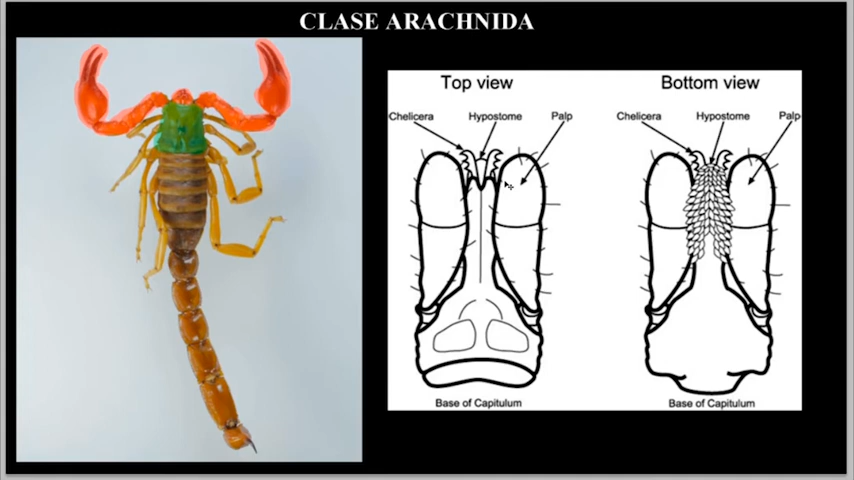 CLASE ARACHNIDA
Top view
Bottom view
Chelicera
Hypostome
Palp
Chelicera
Hypostome
Palp
Base of Capitulum
Base of Capitulum